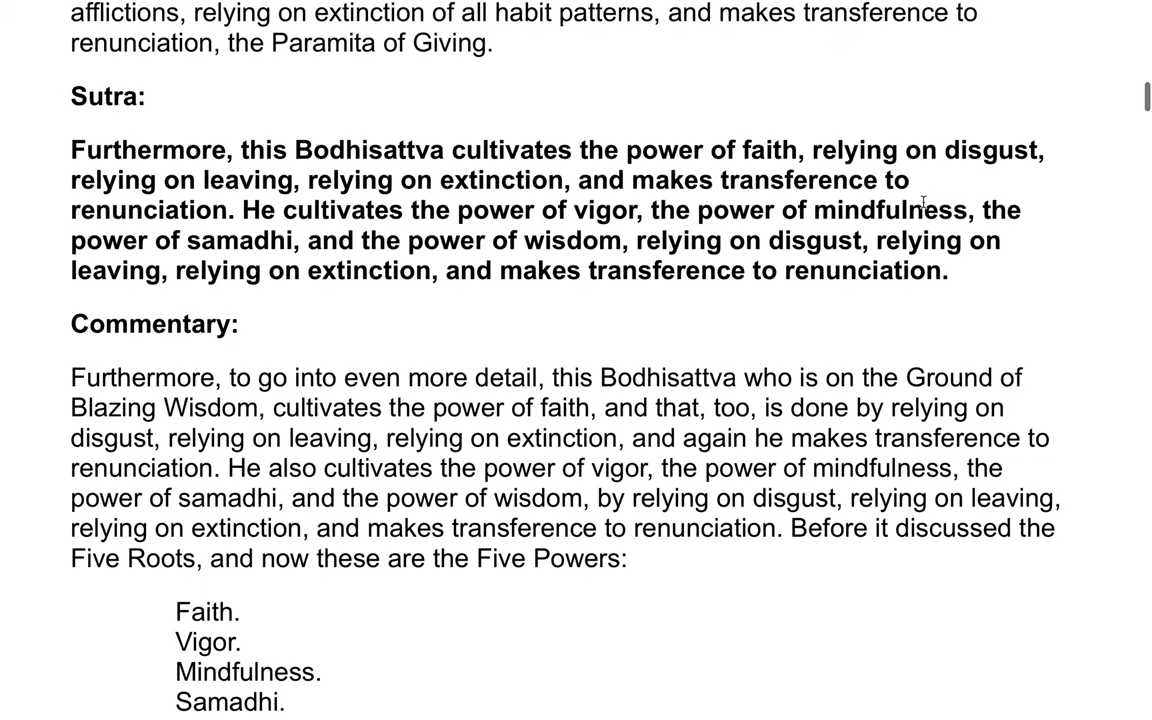 afflictions, relying on extinction of all habit patterns, and makes transference to
renunciation, the Paramita of Giving.
Sutra:
Furthermore, this Bodhisattva cultivates the power of faith, relying on disgust,
relying on leaving, relying on extinction, and makes transference to
renunciation. He cultivates the power of vigor, the power of mindfulness, the
power of samadhi, and the power of wisdom, relying on disgust, relying on
leaving, relying on extinction, and makes transference to renunciation.
Commentary:
Furthermore, to go into even more detail, this Bodhisattva who is on the Ground of
Blazing Wisdom, cultivates the power of faith, and that, too, is done by relying on
disgust, relying on leaving, relying on extinction, and again he makes transference to
renunciation. He also cultivates the power of vigor, the power of mindfulness, the
power of samadhi, and the power of wisdom, by relying on disgust, relying on leaving,
relying on extinction, and makes transference to renunciation. Before it discussed the
Five Roots, and now these are the Five Powers:
Faith.
Vigor.
Mindfulness.
Samadhi.